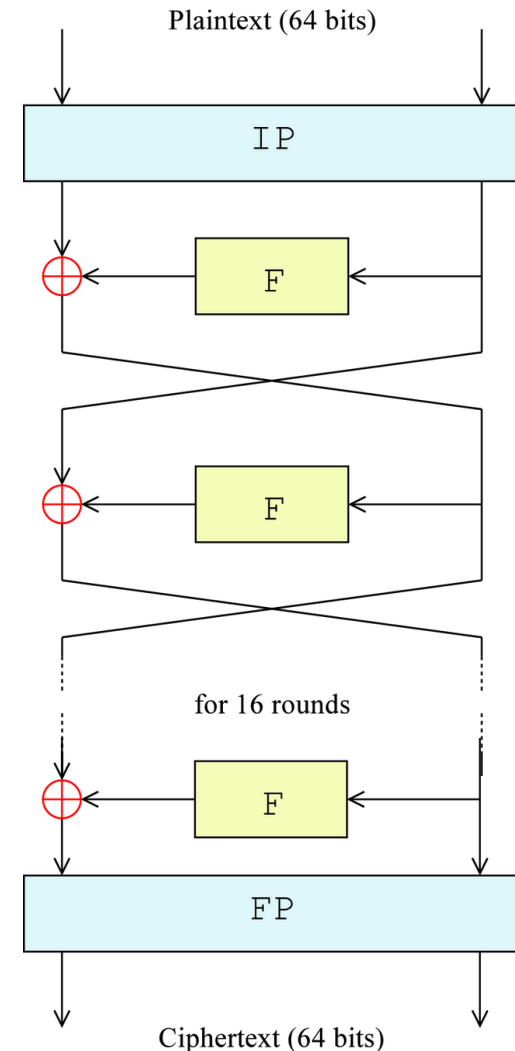 Plaintext (64 bits)
IP
F
F
for 16 rounds
F
FP
Ciphertext (64 bits)